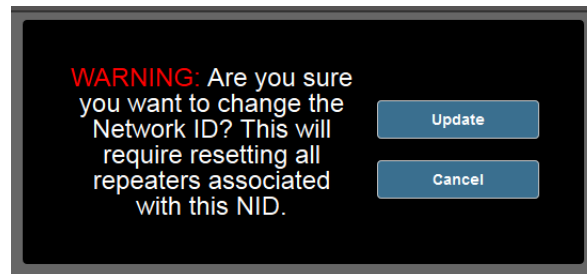 WARNING: Are you sure
you want to change the
Network ID? This will
require resetting all
repeaters associated
with this NID.
Update
Cancel